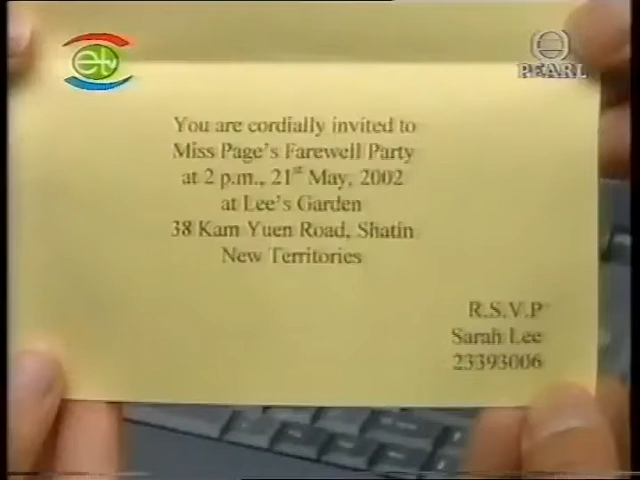 etv
PEARL
You are cordially invited to
Miss Page's Farewell Party
at 2 p.m., 21st May, 2002
at Lee's Garden
38 Kam Yuen Road, Shatin
New Territories
R.S.V.P
Sarah Lee
23393006